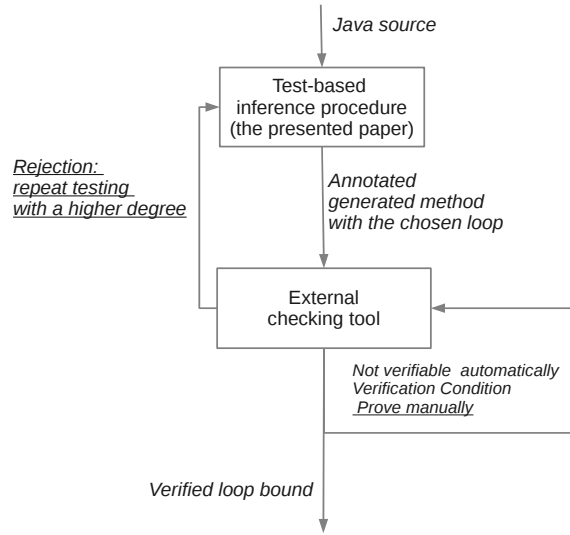 Java source
Test-based
inference procedure
(the presented paper)
Rejection:
repeat testing
with a higher degree
Annotated
generated method
with the chosen loop
External
checking tool
Not verifiable automatically
Verification Condition
Prove manually
Verified loop bound